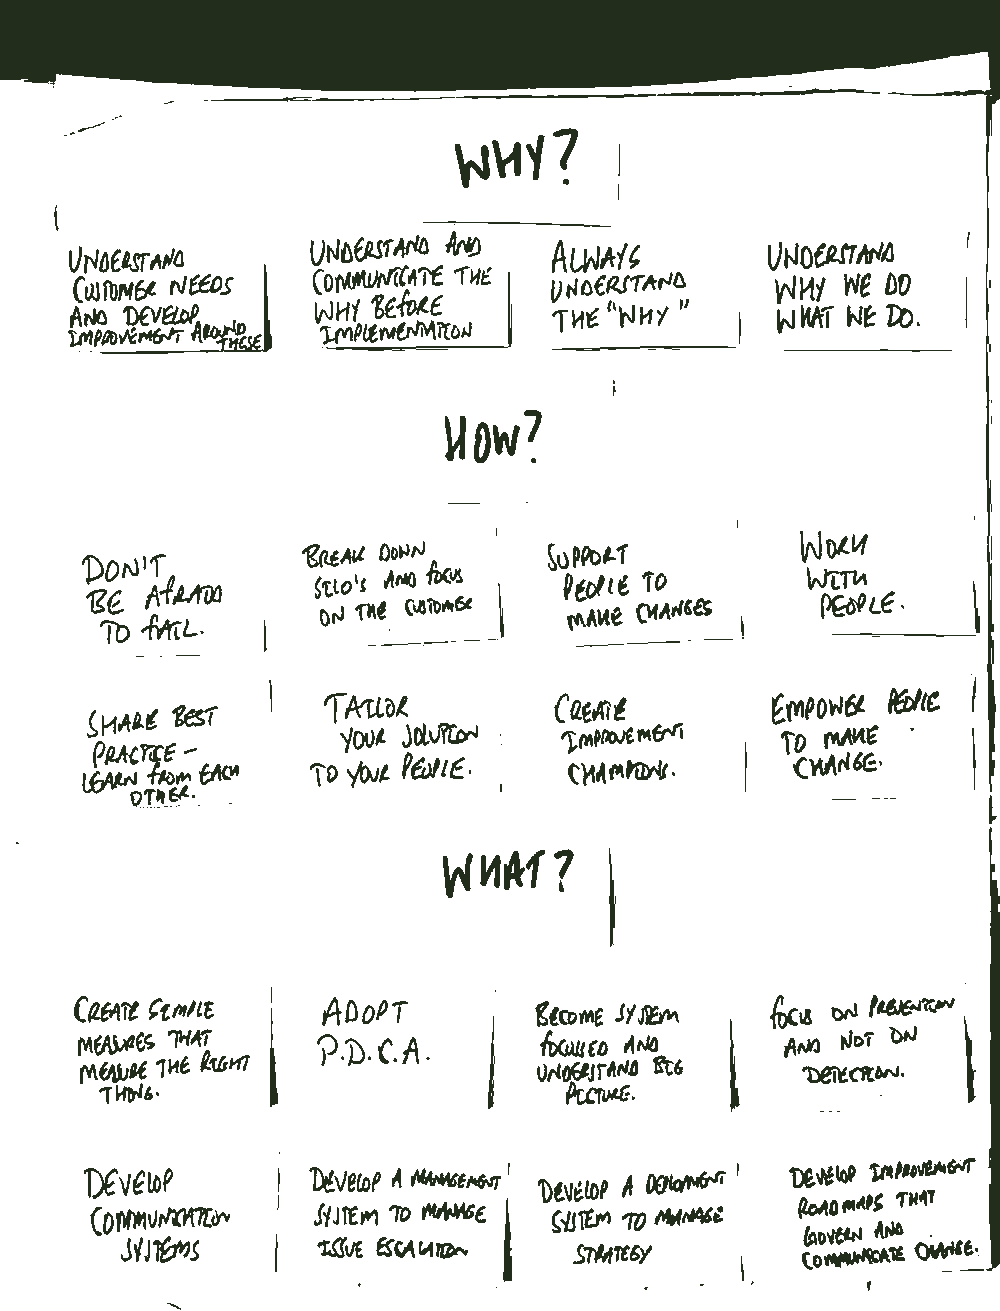 WHY?
UNDERSTAND
CUSTOMER NEEDS
AND DEVELOP
IMPROVEMENT AROUND
THESE
UNDERSTAND AND
COMMUNICATE THE
WHY BEFORE
IMPLEMENTATION
ALWAYS
UNDERSTAND
THE "WHY"
UNDERSTAND
WHY WE DO
WHAT WE DO.
HOW?
DON'T
BE AFRAID
TO FAIL.
BREAK DOWN
SILO'S AND FOCUS
ON THE CUSTOMER
SUPPORT
PEOPLE TO
MAKE CHANGES
WORK
WITH
PEOPLE.
SHARE BEST
PRACTICE -
LEARN FROM EACH
OTHER.
TAILOR
YOUR SOLUTION
TO YOUR PEOPLE.
CREATE
IMPROVEMENT
CHAMPIONS.
EMPOWER PEOPLE
TO MAKE
CHANGE.
WHAT?
CREATE SIMPLE
MEASURES THAT
MEASURE THE RIGHT
THING.
ADOPT
P.D.C.A.
BECOME SYSTEM
FOCUSED AND
UNDERSTAND BIG
PICTURE.
FOCUS ON PREVENTION
AND NOT ON
DETECTION.
DEVELOP
COMMUNICATION
SYSTEMS
DEVELOP A MANAGEMENT
SYSTEM TO MANAGE
ISSUE ESCALATION
DEVELOP A DEPLOYMENT
SYSTEM TO MANAGE
STRATEGY
DEVELOP IMPROVEMENT
ROADMAPS THAT
GOVERN AND
COMMUNICATE CHANGE.